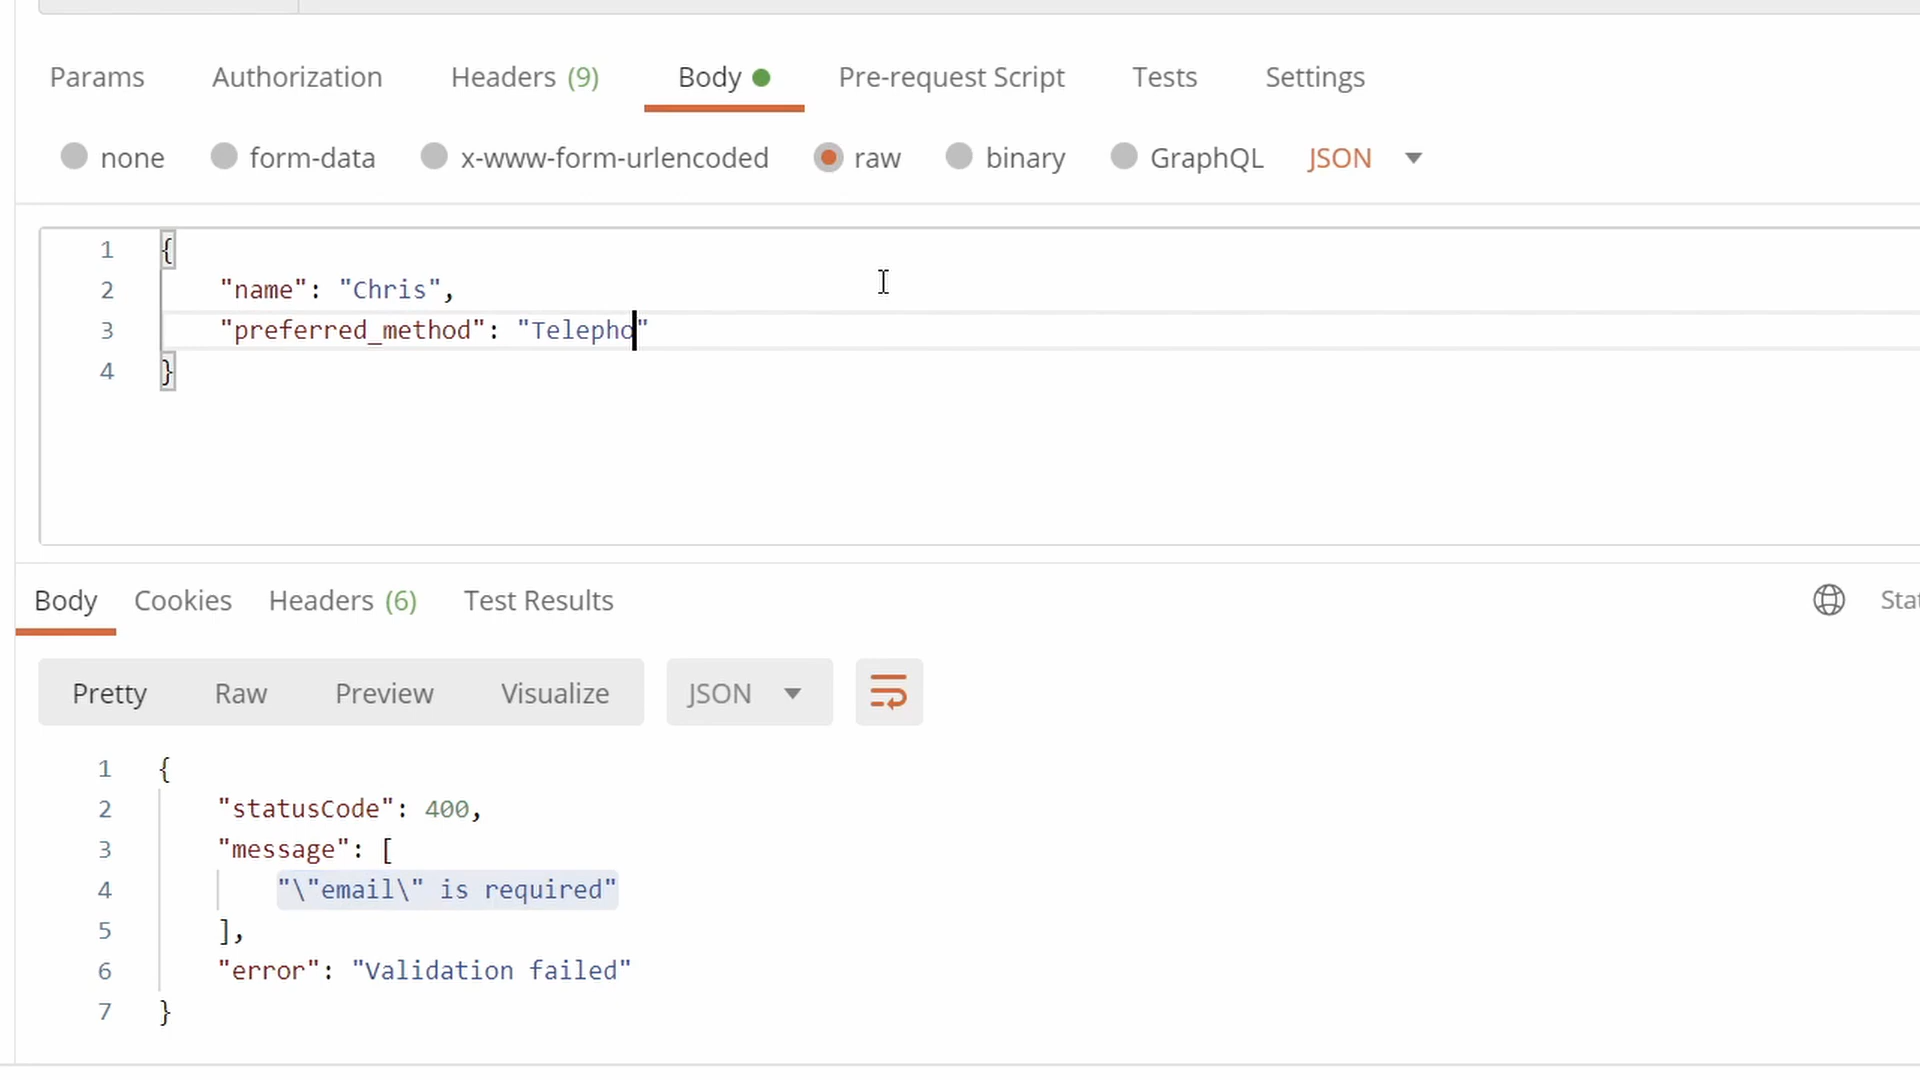 Params Authorization Headers (9) Body Pre-request Script Tests Settings
none form-data x-www-form-urlencoded raw binary GraphQL JSON
1 {
2 "name": "Chris",
3 "preferred_method": "Telepho"
4 }
Body Cookies Headers (6) Test Results Stat
Pretty Raw Preview Visualize JSON
1 {
2 "statusCode": 400,
3 "message": [
4 "\"email\" is required"
5 ],
6 "error": "Validation failed"
7 }